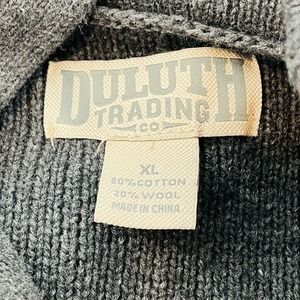 DULUTH
TRADING
CO
XL
80% COTTON
20% WOOL
MADE IN CHINA